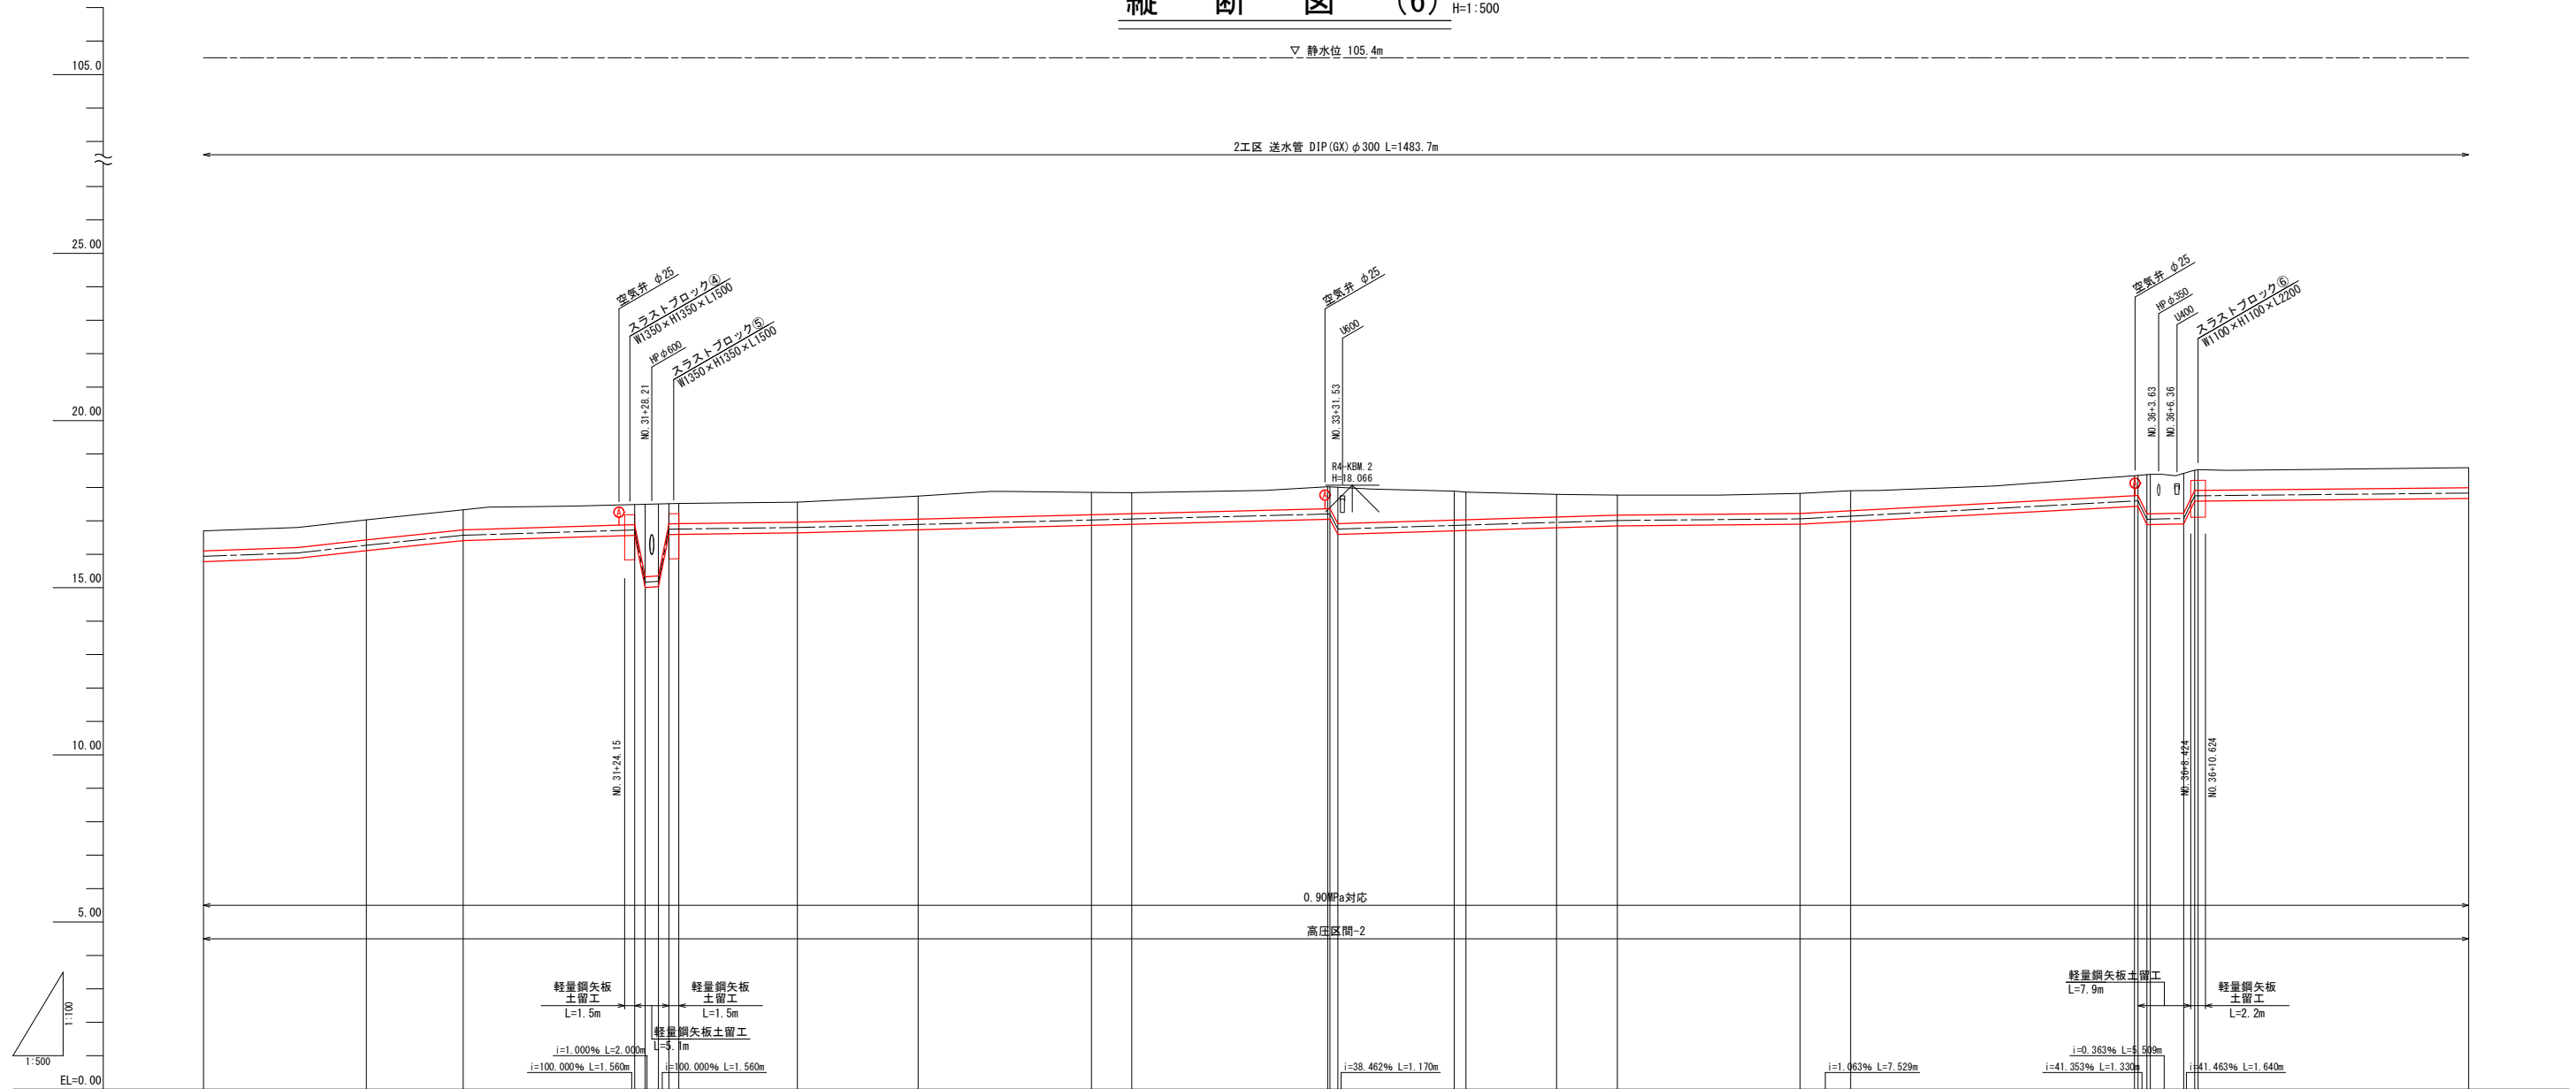 縦 断 図 (6) H=1:500
▽ 静水位 105.4m
105.0
2工区 送水管 DIP(GX)φ300 L=1483.7m
25.00
空気弁 φ25
スラストブロック④
W1350×H1350×L1500
HPφ600
スラストブロック⑤
W1350×H1350×L1500
NO.31+28.21
空気弁 φ25
U600
NO.33+31.53
R4-KBM.2
H=18.066
空気弁 φ25
HPφ350
U400
スラストブロック⑥
W1100×H1100×L2200
NO.36+3.63
NO.36+6.36
20.00
A
A
A
15.00
10.00
NO.31+24.15
NO.36+8.424
NO.36+10.624
0.90MPa対応
5.00
高圧区間-2
軽量鋼矢板
土留工
L=1.5m
軽量鋼矢板
土留工
L=1.5m
軽量鋼矢板土留工
L=5.1m
軽量鋼矢板土留工
L=7.9m
軽量鋼矢板
土留工
L=2.2m
1:100
1:500
i=1.000% L=2.000m
i=100.000% L=1.560m
i=100.000% L=1.560m
i=38.462% L=1.170m
i=1.063% L=7.529m
i=0.363% L=5.509m
i=41.353% L=1.330m
i=41.463% L=1.640m
EL=0.00